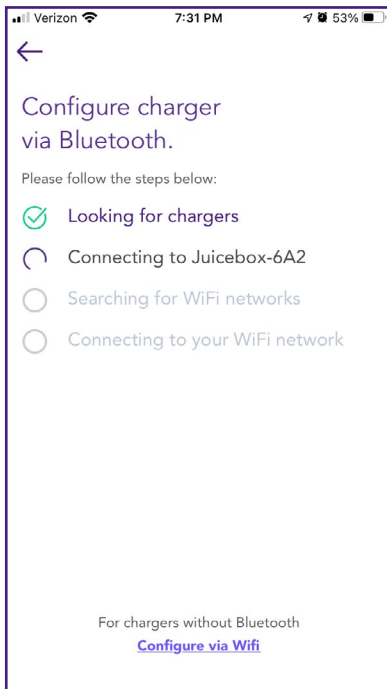 Verizon 7:31 PM 53%
Configure charger
via Bluetooth.
Please follow the steps below:
Looking for chargers
Connecting to Juicebox-6A2
Searching for WiFi networks
Connecting to your WiFi network
For chargers without Bluetooth
Configure via Wifi